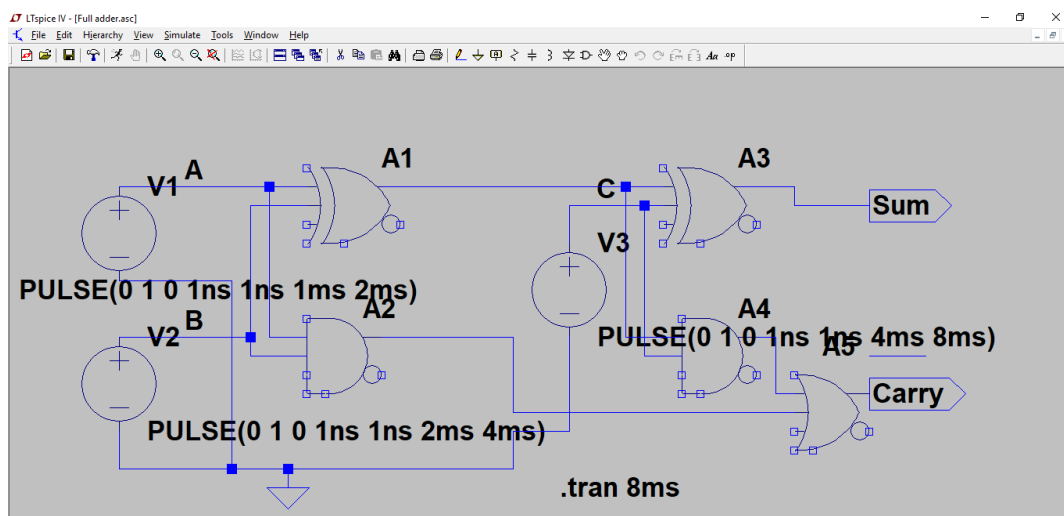 LTspice IV - [Full adder.asc]
File Edit Hierarchy View Simulate Tools Window Help
Aa .op
A
V1
A1
C
A3
Sum
V3
PULSE(0 1 0 1ns 1ns 1ms 2ms)
B
V2
A2
A4
PULSE(0 1 0 1ns 1ns 4ms 8ms)
A5
Carry
PULSE(0 1 0 1ns 1ns 2ms 4ms)
.tran 8ms